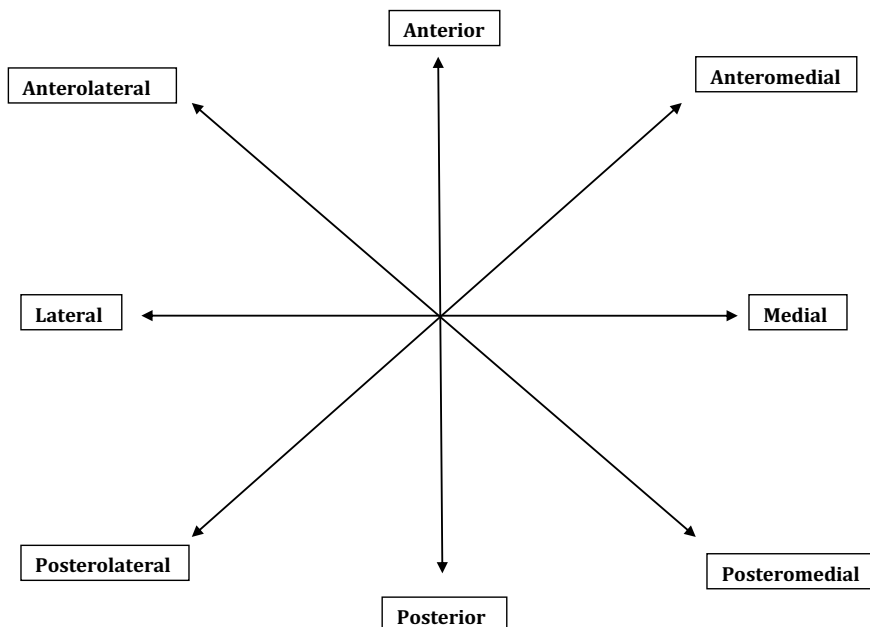 Anterior
Anteromedial
Anterolateral
Lateral
Medial
Posterolateral
Posteromedial
Posterior